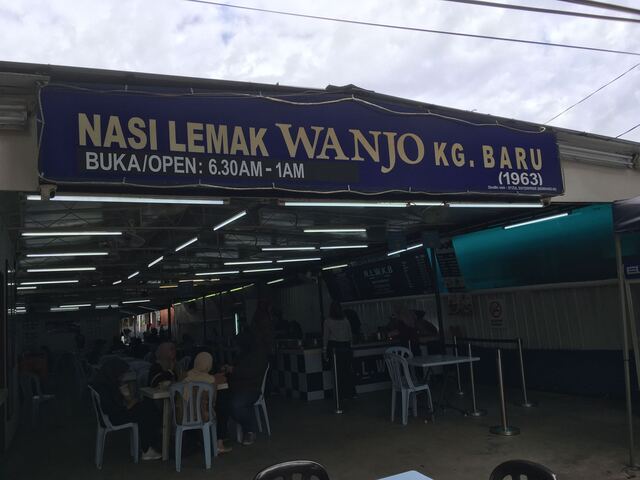 NASI LEMAK WANJO KG. BARU
BUKA/OPEN: 6.30AM - 1AM
(1963)
N.L.W.K.B